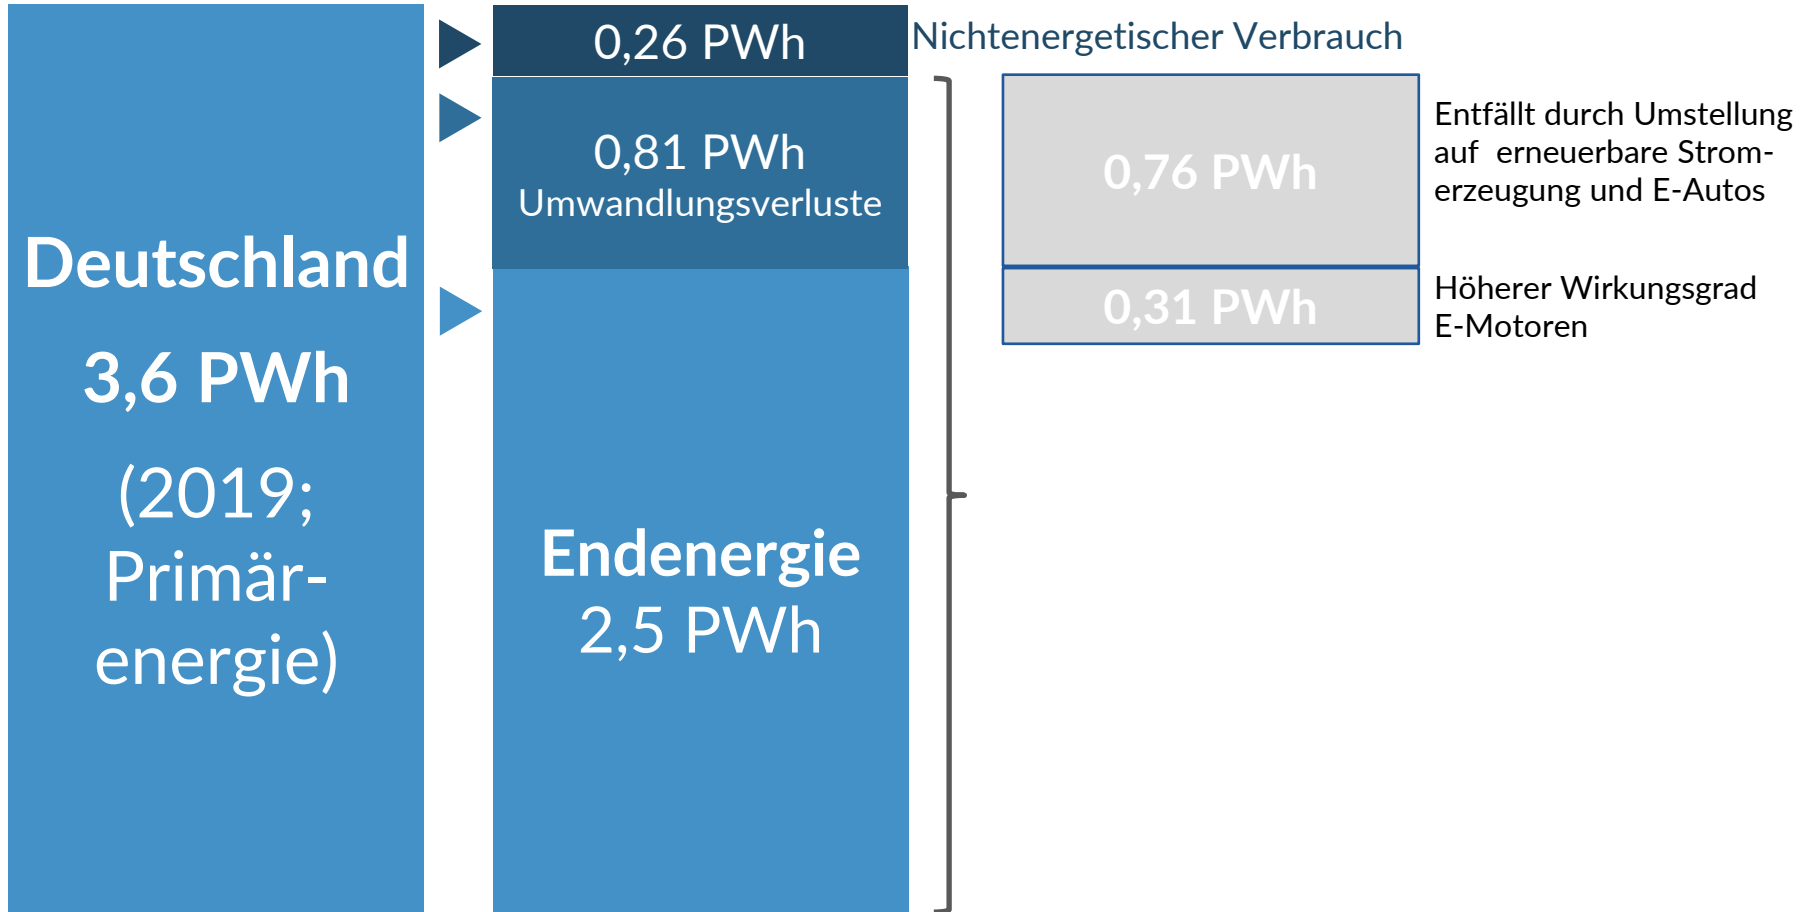 Deutschland
3,6 PWh
(2019;
Primär-
energie)
0,26 PWh
Nichtenergetischer Verbrauch
0,81 PWh
Umwandlungsverluste
Endenergie
2,5 PWh
0,76 PWh
Entfällt durch Umstellung
auf  erneuerbare Strom-
erzeugung und E-Autos
0,31 PWh
Höherer Wirkungsgrad
E-Motoren